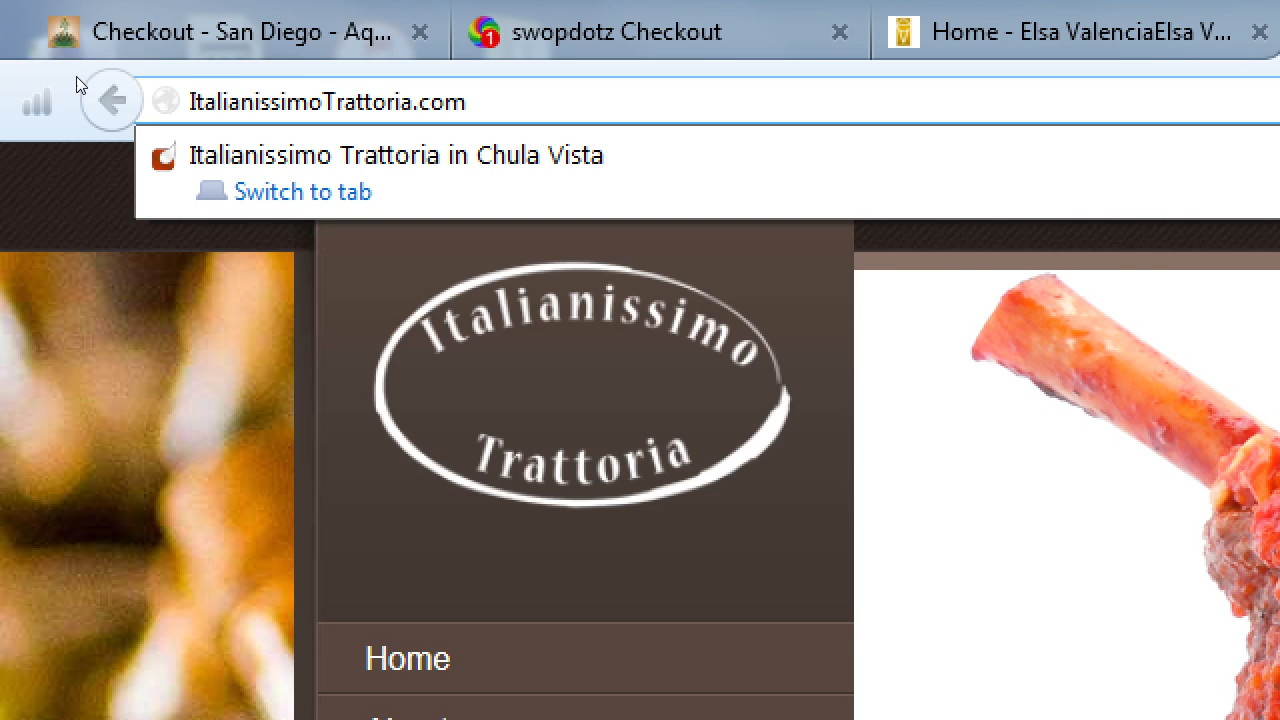 Checkout - San Diego - Aq...
1 swopdotz Checkout
Home - Elsa ValenciaElsa V...
ItalianissimoTrattoria.com
Italianissimo Trattoria in Chula Vista
Switch to tab
Italianissimo
Trattoria
Home